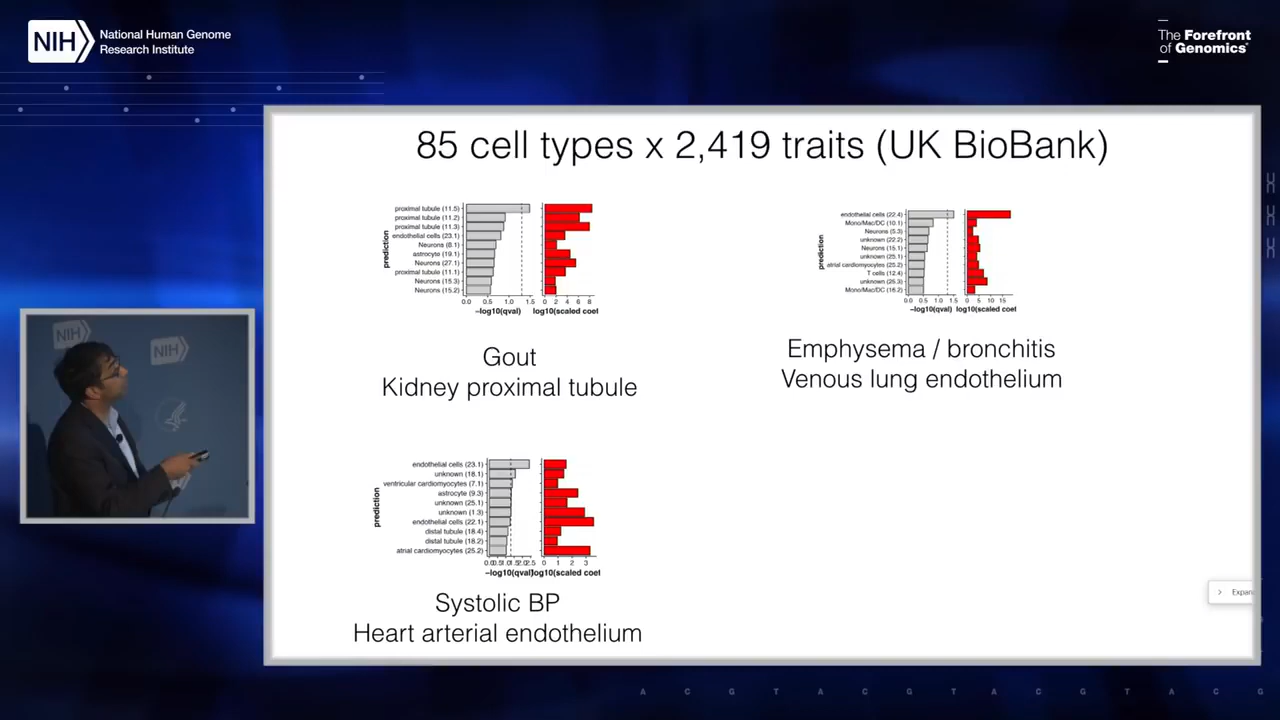 NIH
National Human Genome
Research Institute
The Forefront
of Genomics®
85 cell types x 2,419 traits (UK BioBank)
prediction
proximal tubule (11.5)
proximal tubule (11.2)
proximal tubule (11.3)
endothelial cells (23.1)
Neurons (8.1)
astrocyte (19.1)
Neurons (27.1)
proximal tubule (11.1)
Neurons (15.3)
Neurons (15.2)
0.0 0.5 1.0 1.5
0 2 4 6 8
−log10(qval)
log10(scaled coef
Gout
Kidney proximal tubule
prediction
endothelial cells (22.4)
Mono/Mac/DC (10.1)
Neurons (5.3)
unknown (22.2)
Neurons (15.1)
unknown (25.1)
atrial cardiomyocytes (25.2)
T cells (12.4)
unknown (25.3)
Mono/Mac/DC (16.2)
0.0 0.5 1.0 1.5
0 5 10 15
−log10(qval)
log10(scaled coef
Emphysema / bronchitis
Venous lung endothelium
prediction
endothelial cells (23.1)
unknown (18.1)
ventricular cardiomyocytes (7.1)
astrocyte (9.3)
unknown (25.1)
unknown (1.3)
endothelial cells (22.1)
distal tubule (18.4)
distal tubule (18.2)
atrial cardiomyocytes (25.2)
0.0 0.5 1.0 1.5 2.0 2.5
0 1 2 3
−log10(qval)
log10(scaled coef
Systolic BP
Heart arterial endothelium
NIH
NIH
Expan
A C G T A C G T A C G T A C G